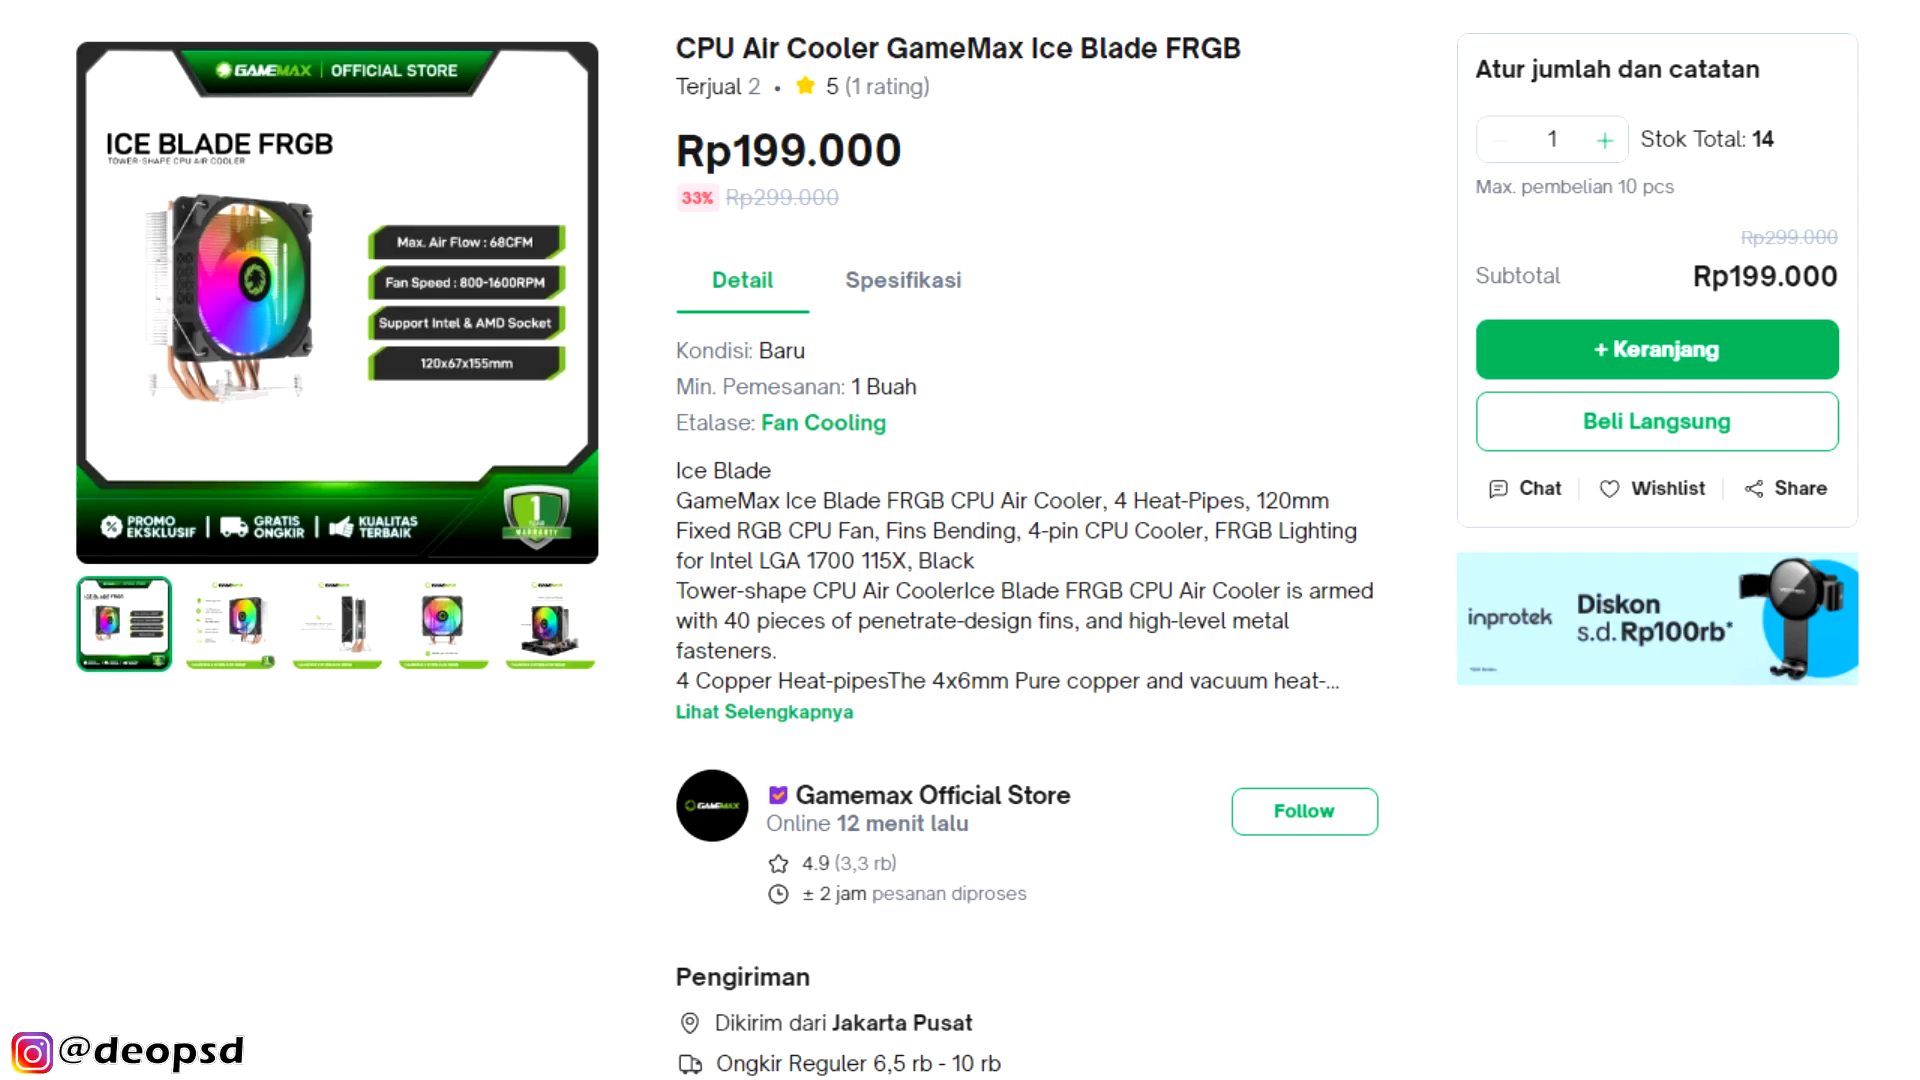 GAMEMAX | OFFICIAL STORE
ICE BLADE FRGB
TOWER-SHAPE CPU AIR COOLER
Max. Air Flow : 68CFM
Fan Speed : 800-1600RPM
Support Intel & AMD Socket
120x67x155mm
PROMO EKSKLUSIF | GRATIS ONGKIR | KUALITAS TERBAIK
1 YEAR WARRANTY
CPU Air Cooler GameMax Ice Blade FRGB
Terjual 2 • 5 (1 rating)
Rp199.000
33% Rp299.000
Detail Spesifikasi
Kondisi: Baru
Min. Pemesanan: 1 Buah
Etalase: Fan Cooling
Ice Blade
GameMax Ice Blade FRGB CPU Air Cooler, 4 Heat-Pipes, 120mm
Fixed RGB CPU Fan, Fins Bending, 4-pin CPU Cooler, FRGB Lighting
for Intel LGA 1700 115X, Black
Tower-shape CPU Air CoolerIce Blade FRGB CPU Air Cooler is armed
with 40 pieces of penetrate-design fins, and high-level metal
fasteners.
4 Copper Heat-pipesThe 4x6mm Pure copper and vacuum heat-...
Lihat Selengkapnya
GAMEMAX
Gamemax Official Store
Online 12 menit lalu
Follow
4.9 (3,3 rb)
± 2 jam pesanan diproses
Pengiriman
Dikirim dari Jakarta Pusat
Ongkir Reguler 6,5 rb - 10 rb
Atur jumlah dan catatan
1 + Stok Total: 14
Max. pembelian 10 pcs
Rp299.000
Subtotal Rp199.000
+ Keranjang
Beli Langsung
Chat Wishlist Share
inprotek
Diskon
s.d. Rp100rb*
@deopsd